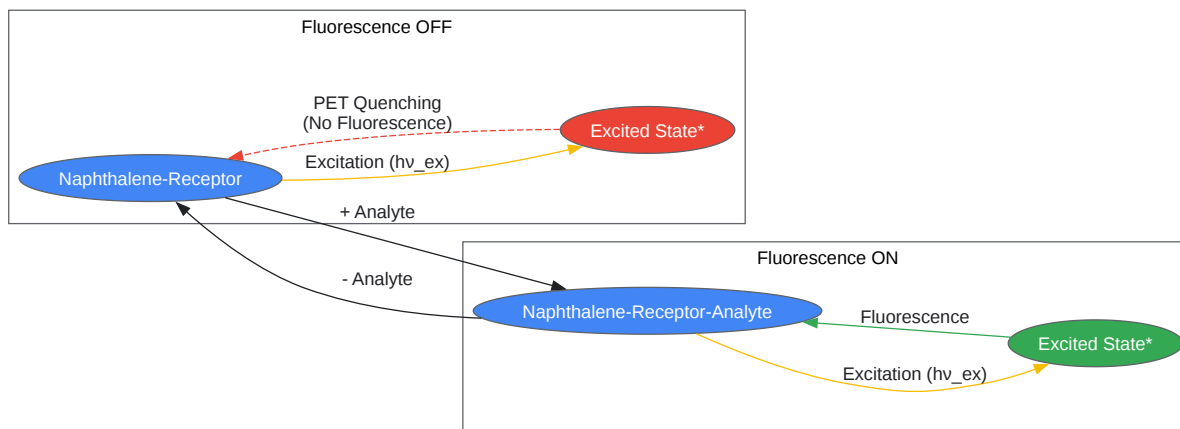 Fluorescence OFF
PET Quenching
(No Fluorescence)
Excited State*
Excitation (hν_ex)
Naphthalene-Receptor
+ Analyte
Fluorescence ON
- Analyte
Naphthalene-Receptor-Analyte
Fluorescence
Excited State*
Excitation (hν_ex)